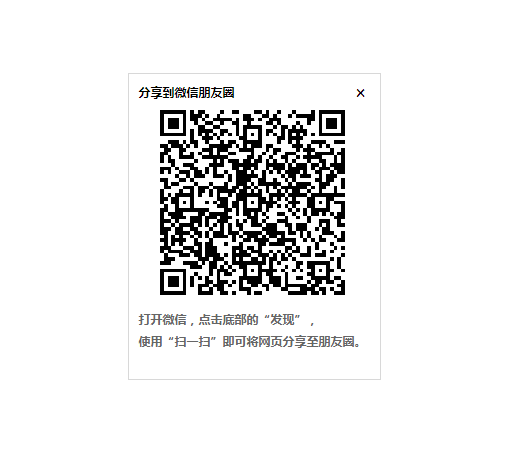 分享到微信朋友圈 ×
打开微信，点击底部的“发现”，
使用“扫一扫”即可将网页分享至朋友圈。